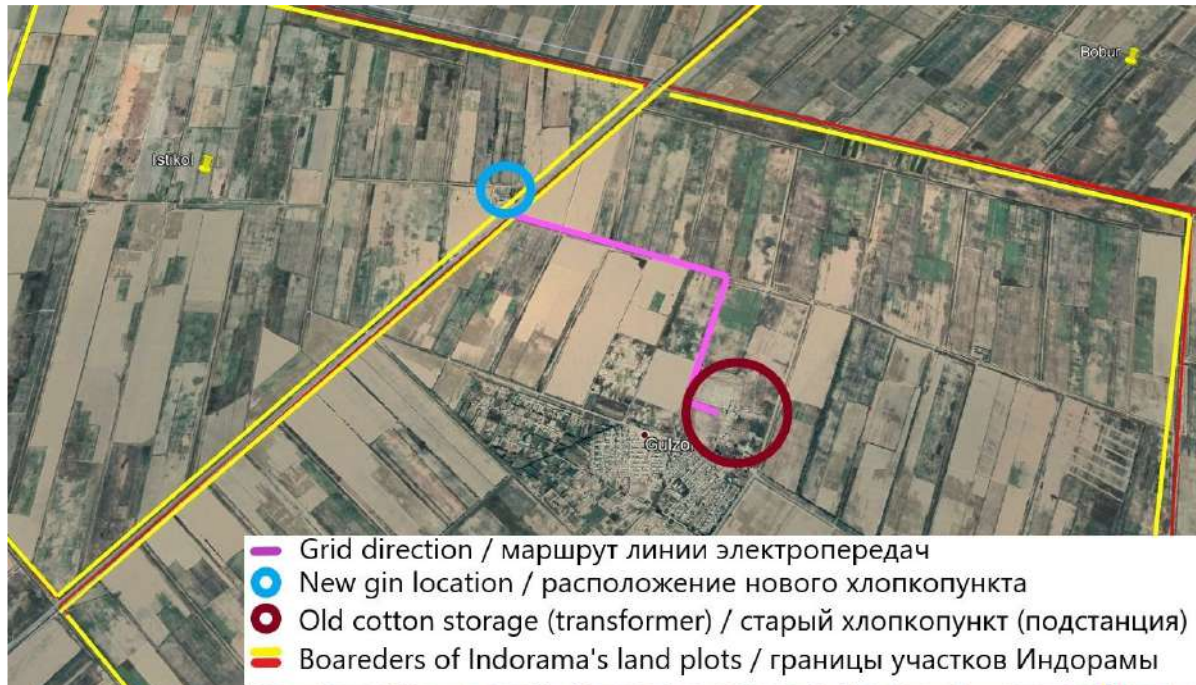 Bobur
Istikol
Gulzo
Grid direction / маршрут линии электропередач
New gin location / расположение нового хлопкопункта
Old cotton storage (transformer) / старый хлопкопункт (подстанция)
Boareders of Indorama's land plots / границы участков Индорамы